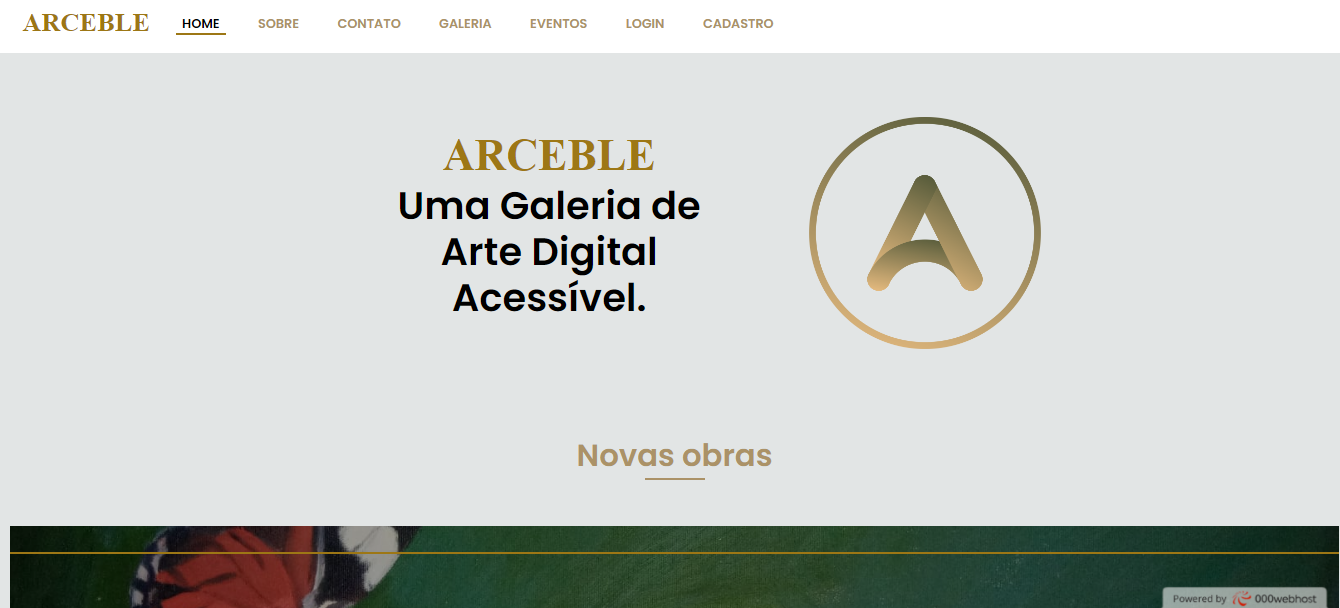 ARCEBLE HOME SOBRE CONTATO GALERIA EVENTOS LOGIN CADASTRO
ARCEBLE
Uma Galeria de
Arte Digital
Acessível.
A
Novas obras
Powered by 000webhost